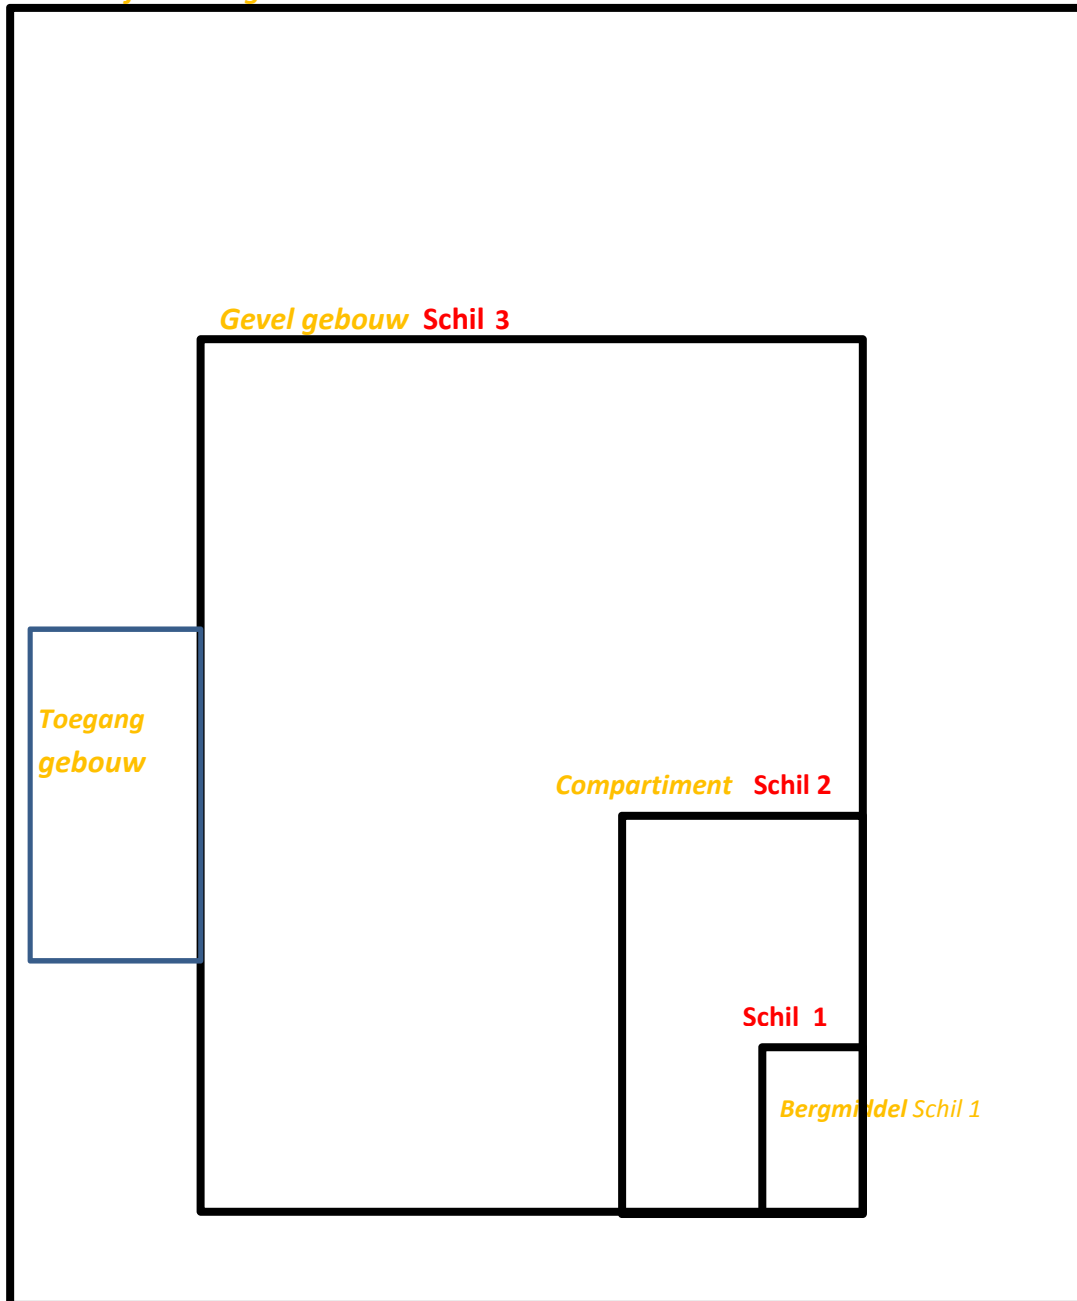 Gevel gebouw Schil 3
Toegang
gebouw
Compartiment Schil 2
Schil 1
Bergmiddel Schil 1